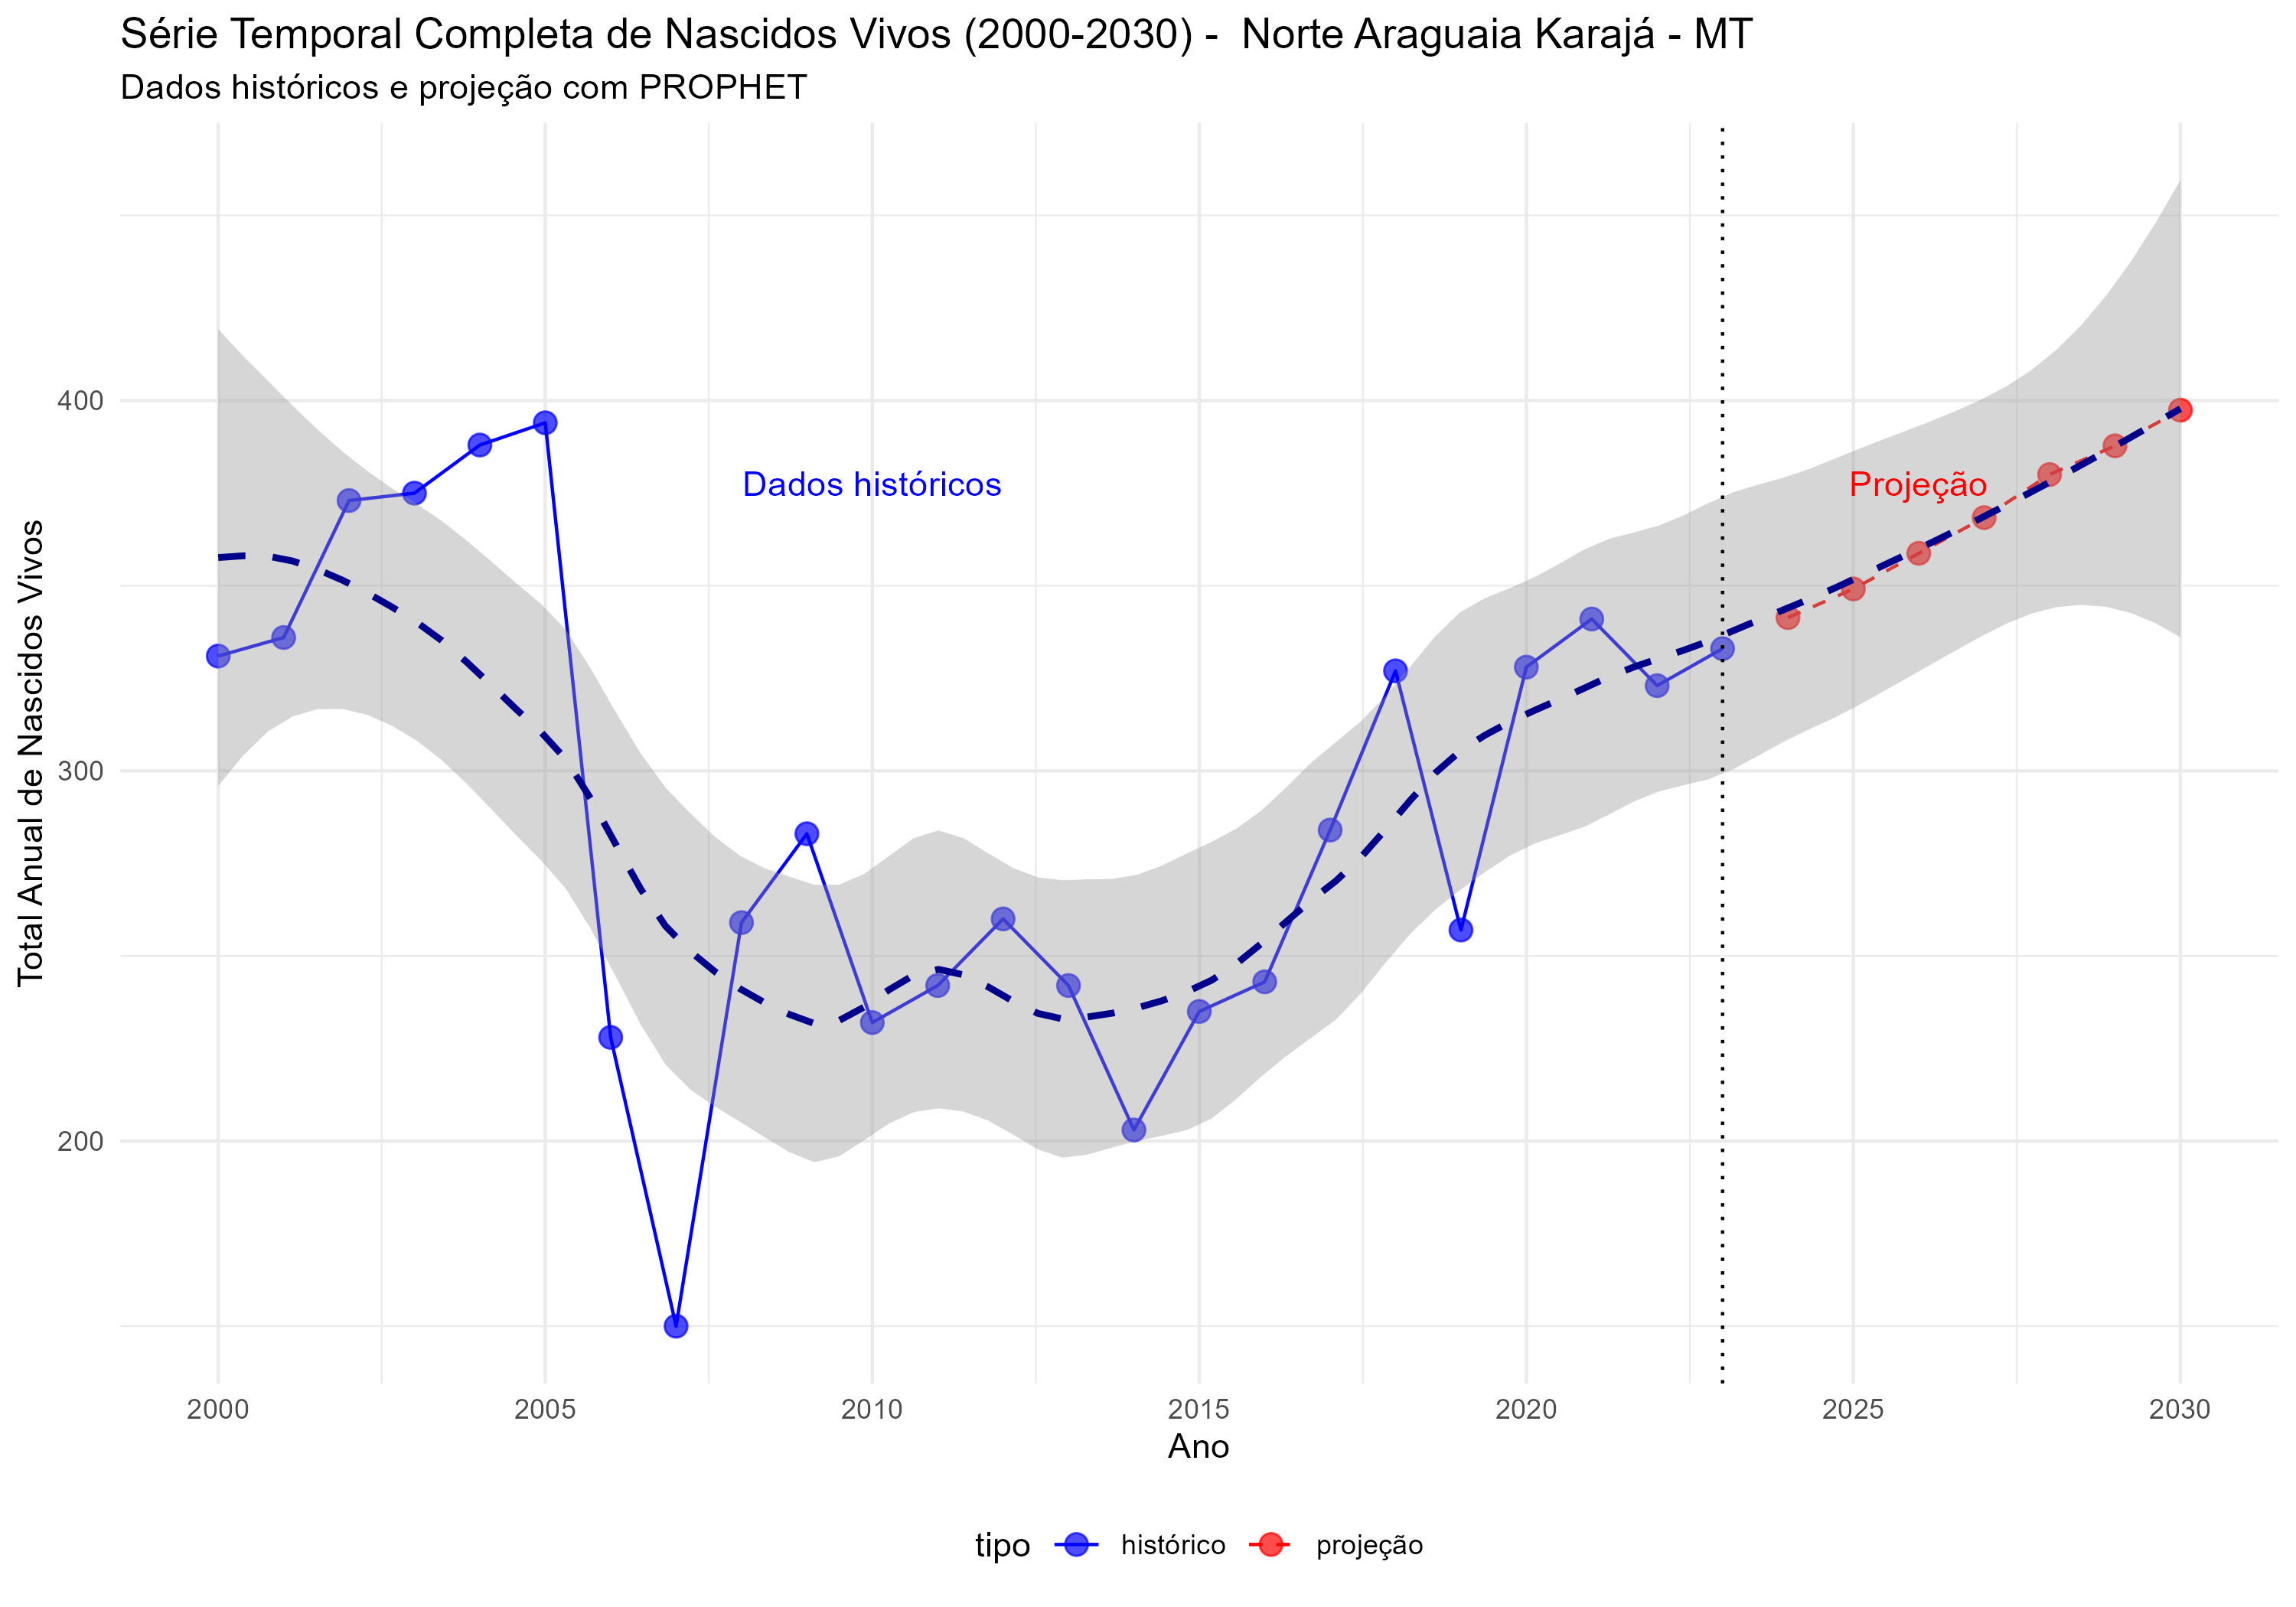 Série Temporal Completa de Nascidos Vivos (2000-2030) -  Norte Araguaia Karajá - MT
Dados históricos e projeção com PROPHET
Total Anual de Nascidos Vivos
400
300
200
Dados históricos
Projeção
2000 2005 2010 2015 2020 2025 2030
Ano
tipo histórico projeção